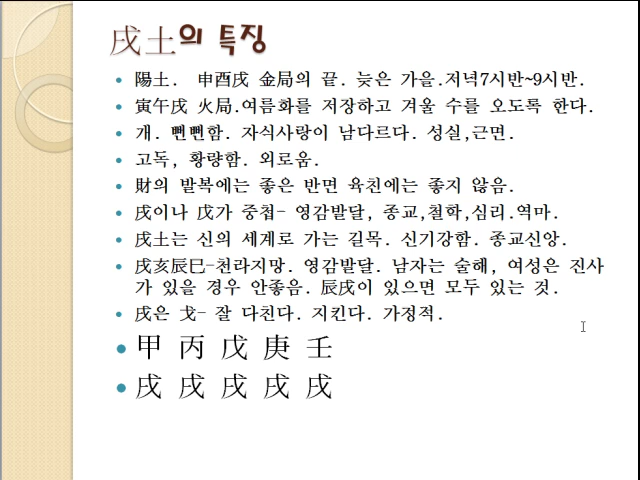 戌土의 특징
• 陽土. 申酉戌 金局의 끝. 늦은 가을.저녁7시반~9시반.
• 寅午戌 火局.여름화를 저장하고 겨울 수를 오도록 한다.
• 개. 뻔뻔함. 자식사랑이 남다르다. 성실,근면.
• 고독, 황량함. 외로움.
• 財의 발복에는 좋은 반면 육친에는 좋지 않음.
• 戌이나 戊가 중첩- 영감발달, 종교,철학,심리.역마.
• 戌土는 신의 세계로 가는 길목. 신기강함. 종교신앙.
• 戌亥辰巳-천라지망. 영감발달. 남자는 술해, 여성은 진사
가 있을 경우 안좋음. 辰戌이 있으면 모두 있는 것.
• 戌은 戈- 잘 다친다. 지킨다. 가정적.
• 甲 丙 戊 庚 壬
• 戌 戌 戌 戌 戌